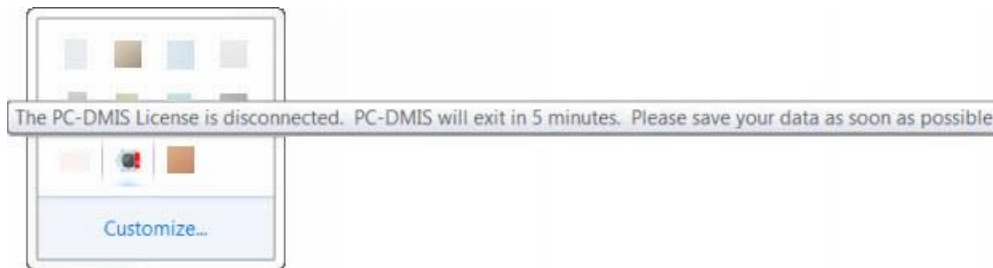 The PC-DMIS License is disconnected. PC-DMIS will exit in 5 minutes. Please save your data as soon as possible
Customize...